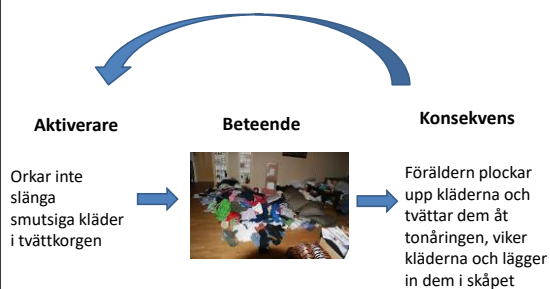 Aktiverare
Beteende
Konsekvens
Orkar inte
slänga
smutsiga kläder
i tvättkorgen
Föräldern plockar
upp kläderna och
tvättar dem åt
tonåringen, viker
kläderna och lägger
in dem i skåpet